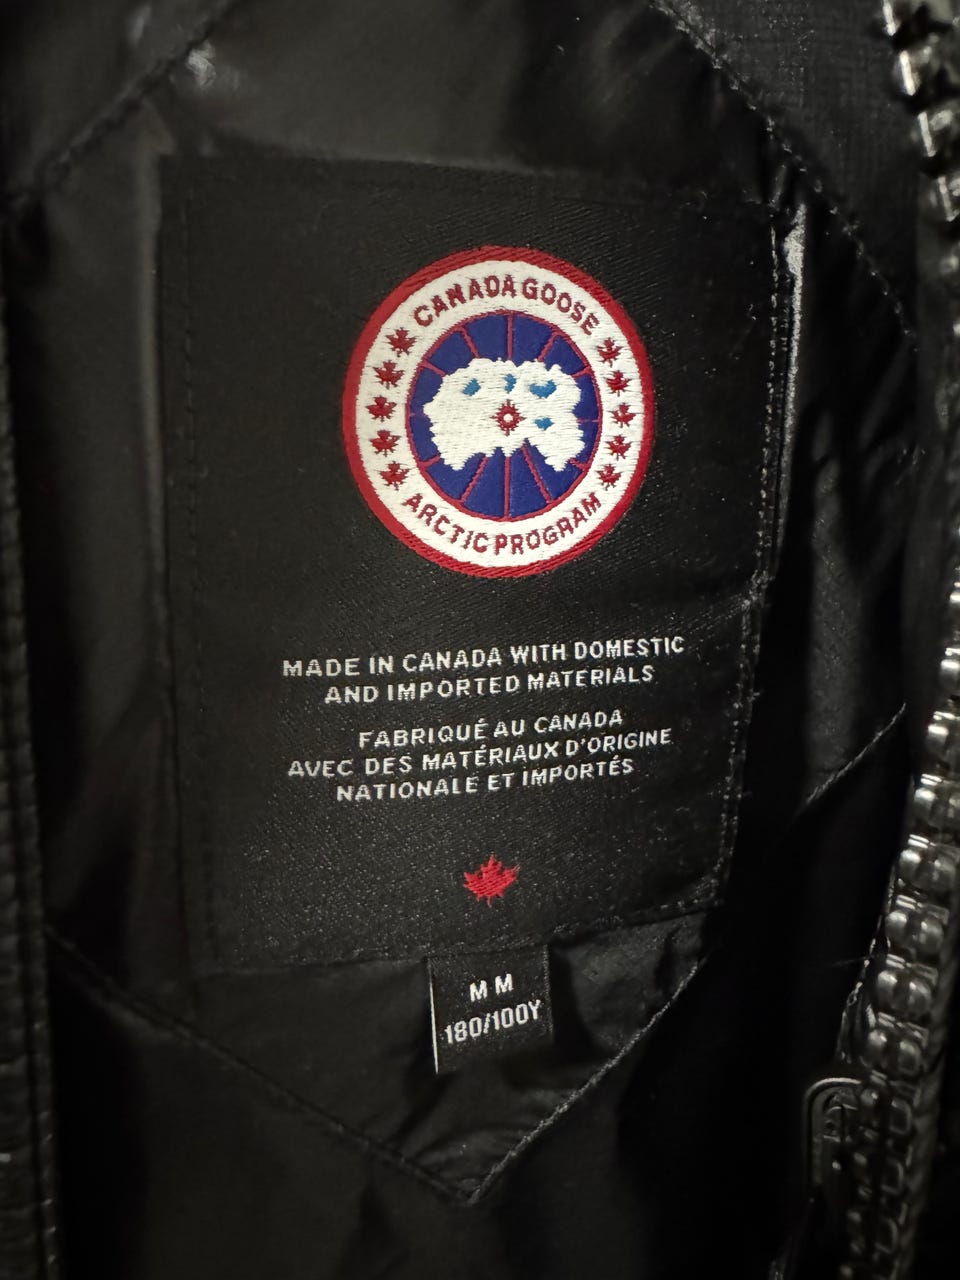 CANADA GOOSE
ARCTIC PROGRAM
MADE IN CANADA WITH DOMESTIC
AND IMPORTED MATERIALS
FABRIQUÉ AU CANADA
AVEC DES MATÉRIAUX D'ORIGINE
NATIONALE ET IMPORTÉS
M M
180/100Y